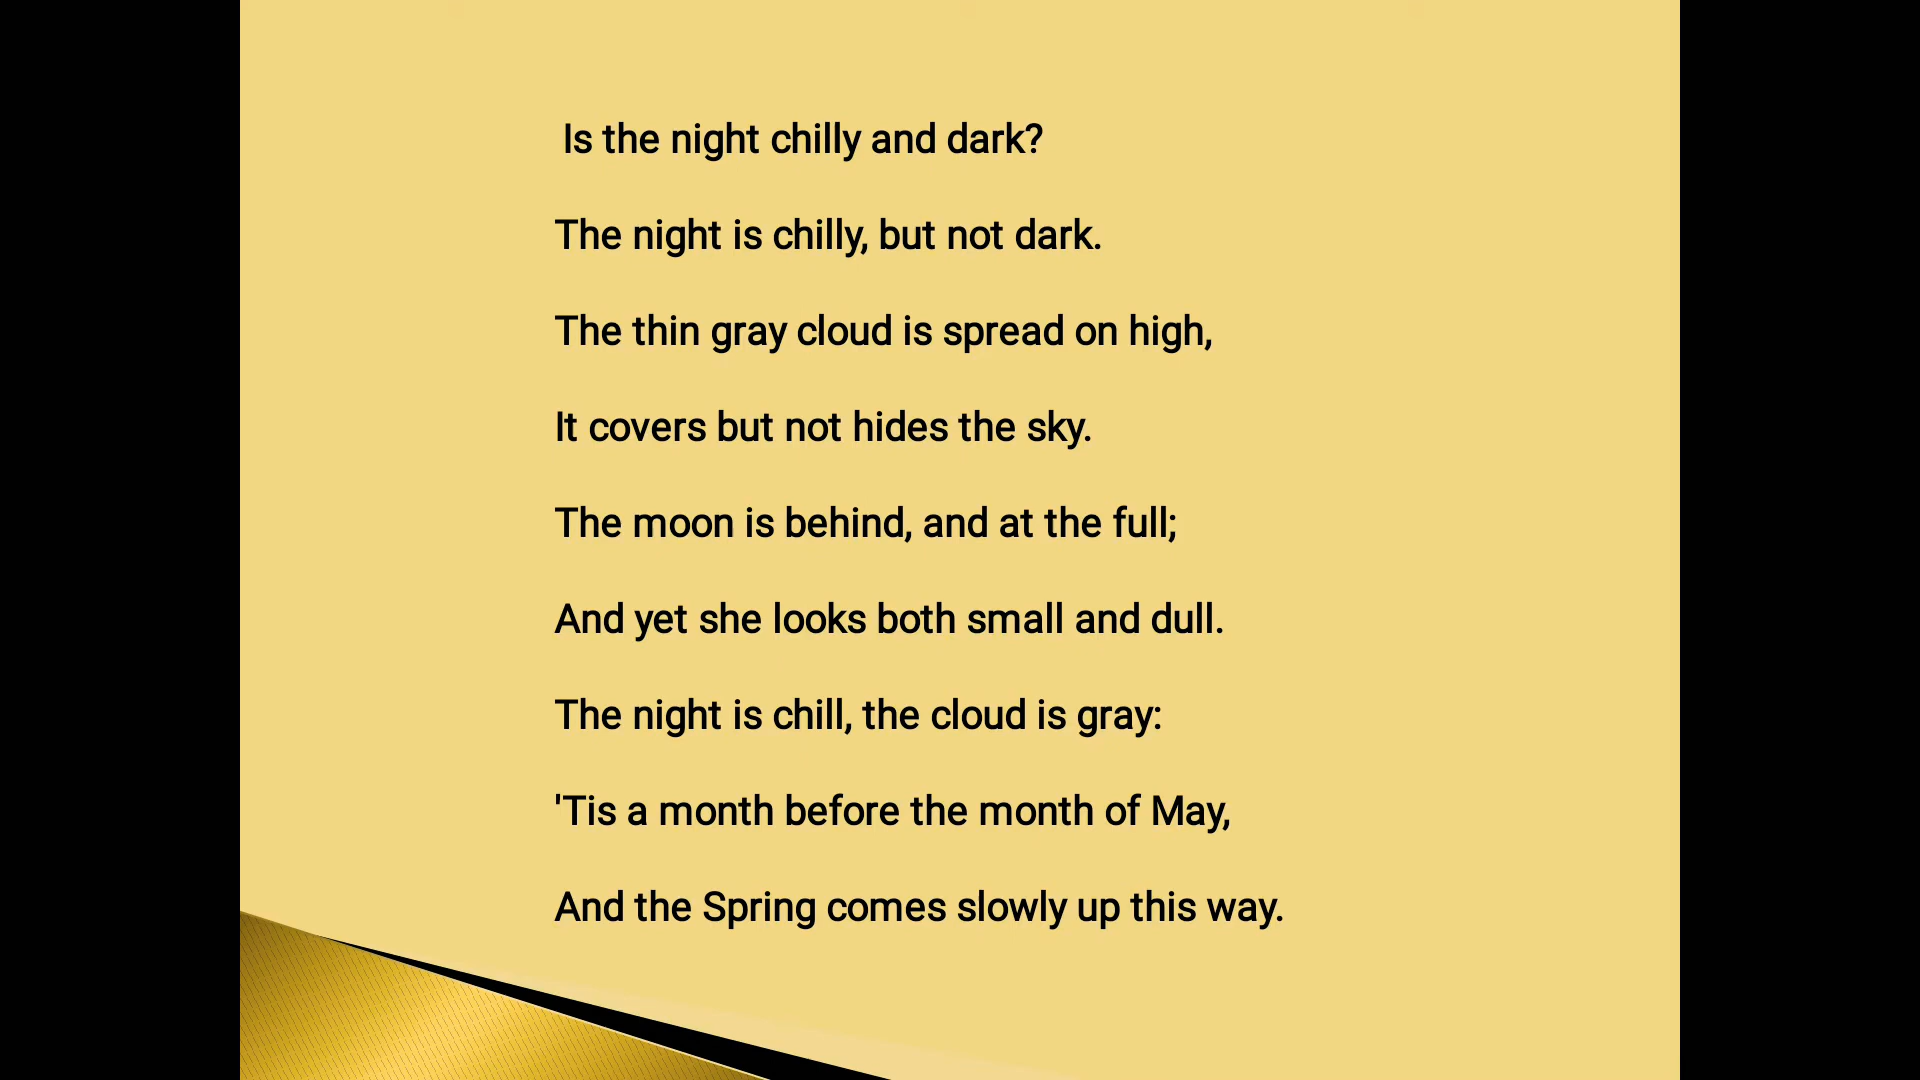 Is the night chilly and dark?
The night is chilly, but not dark.
The thin gray cloud is spread on high,
It covers but not hides the sky.
The moon is behind, and at the full;
And yet she looks both small and dull.
The night is chill, the cloud is gray:
'Tis a month before the month of May,
And the Spring comes slowly up this way.